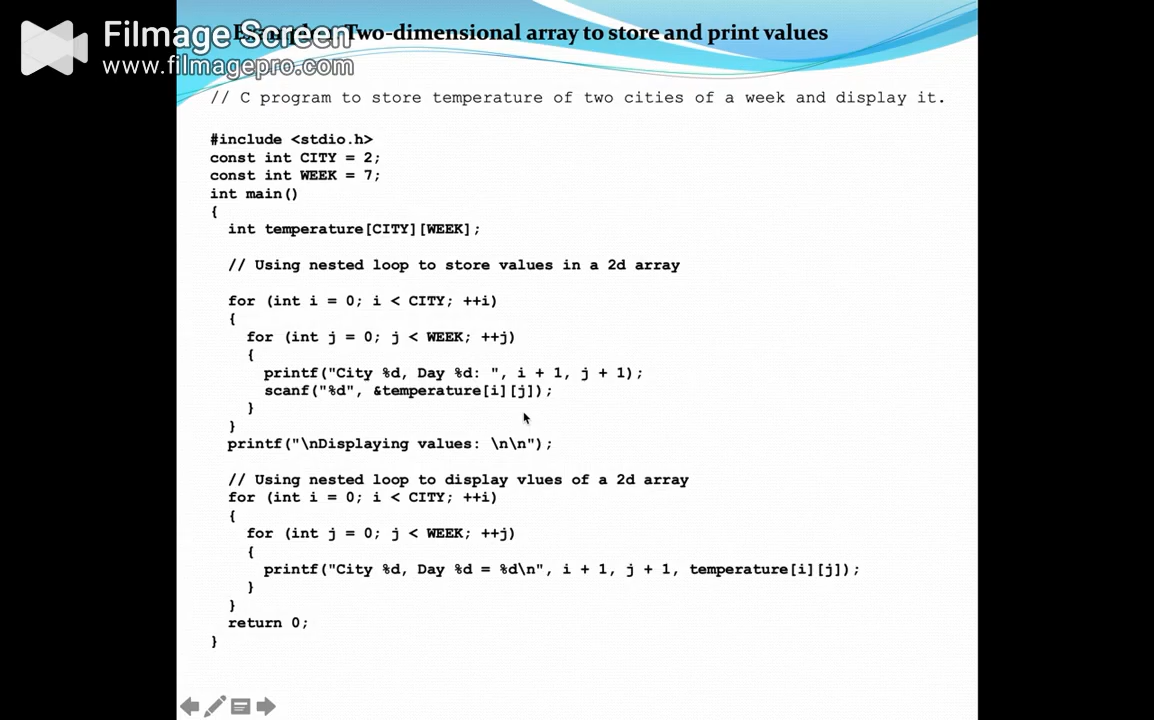 Filmage Screen
www.filmagepro.com
Two-dimensional array to store and print values
// C program to store temperature of two cities of a week and display it.
#include <stdio.h>
const int CITY = 2;
const int WEEK = 7;
int main()
{
int temperature[CITY][WEEK];
// Using nested loop to store values in a 2d array
for (int i = 0; i < CITY; ++i)
{
for (int j = 0; j < WEEK; ++j)
{
printf("City %d, Day %d: ", i + 1, j + 1);
scanf("%d", &temperature[i][j]);
}
}
printf("\nDisplaying values: \n\n");
// Using nested loop to display vlues of a 2d array
for (int i = 0; i < CITY; ++i)
{
for (int j = 0; j < WEEK; ++j)
{
printf("City %d, Day %d = %d\n", i + 1, j + 1, temperature[i][j]);
}
}
return 0;
}